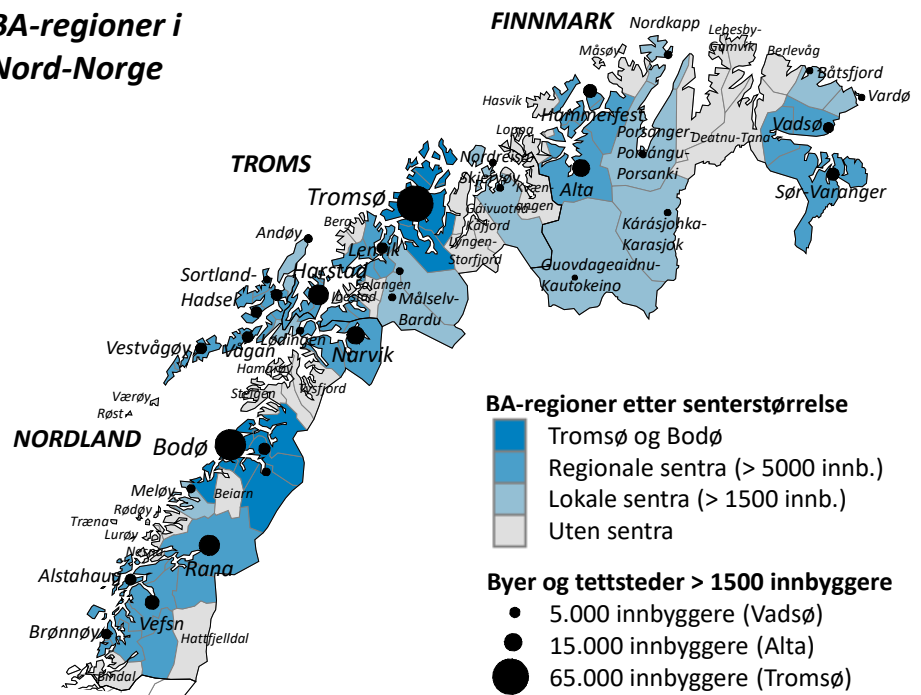 BA-regioner i
Nord-Norge
FINNMARK
Nordkapp
Lebesby-
Gamvik
Måsøy
Berlevåg
Båtsfjord
Vardø
Hasvik
Hammerfest
Vadsø
Loppa
Porsanger
Porsángu-
Porsanki
Deatnu-Tana
TROMS
Nordreisa-
Skjervøy
Kvæn-
angen
Alta
Sør-Varanger
Tromsø
Gáivuotna-
Kåfjord
Kárásjohka-
Karasjok
Berg
Lyngen-
Storfjord
Andøy
Lenvik
Guovdageaidnu-
Kautokeino
Sortland-
Hadsel
Harstad
Salangen
Ibestad
Målselv-
Bardu
Lødingen
Vestvågøy
Vågan
Narvik
Hamarøy
Tysfjord
Steigen
Værøy
Røst
NORDLAND
Bodø
BA-regioner etter senterstørrelse
Tromsø og Bodø
Regionale sentra (> 5000 innb.)
Lokale sentra (> 1500 innb.)
Uten sentra
Meløy
Beiarn
Rødøy
Træna
Lurøy
Nesna
Rana
Alstahaug
Vefsn
Brønnøy
Hattfjelldal
Bindal
Byer og tettsteder > 1500 innbyggere
5.000 innbyggere (Vadsø)
15.000 innbyggere (Alta)
65.000 innbyggere (Tromsø)